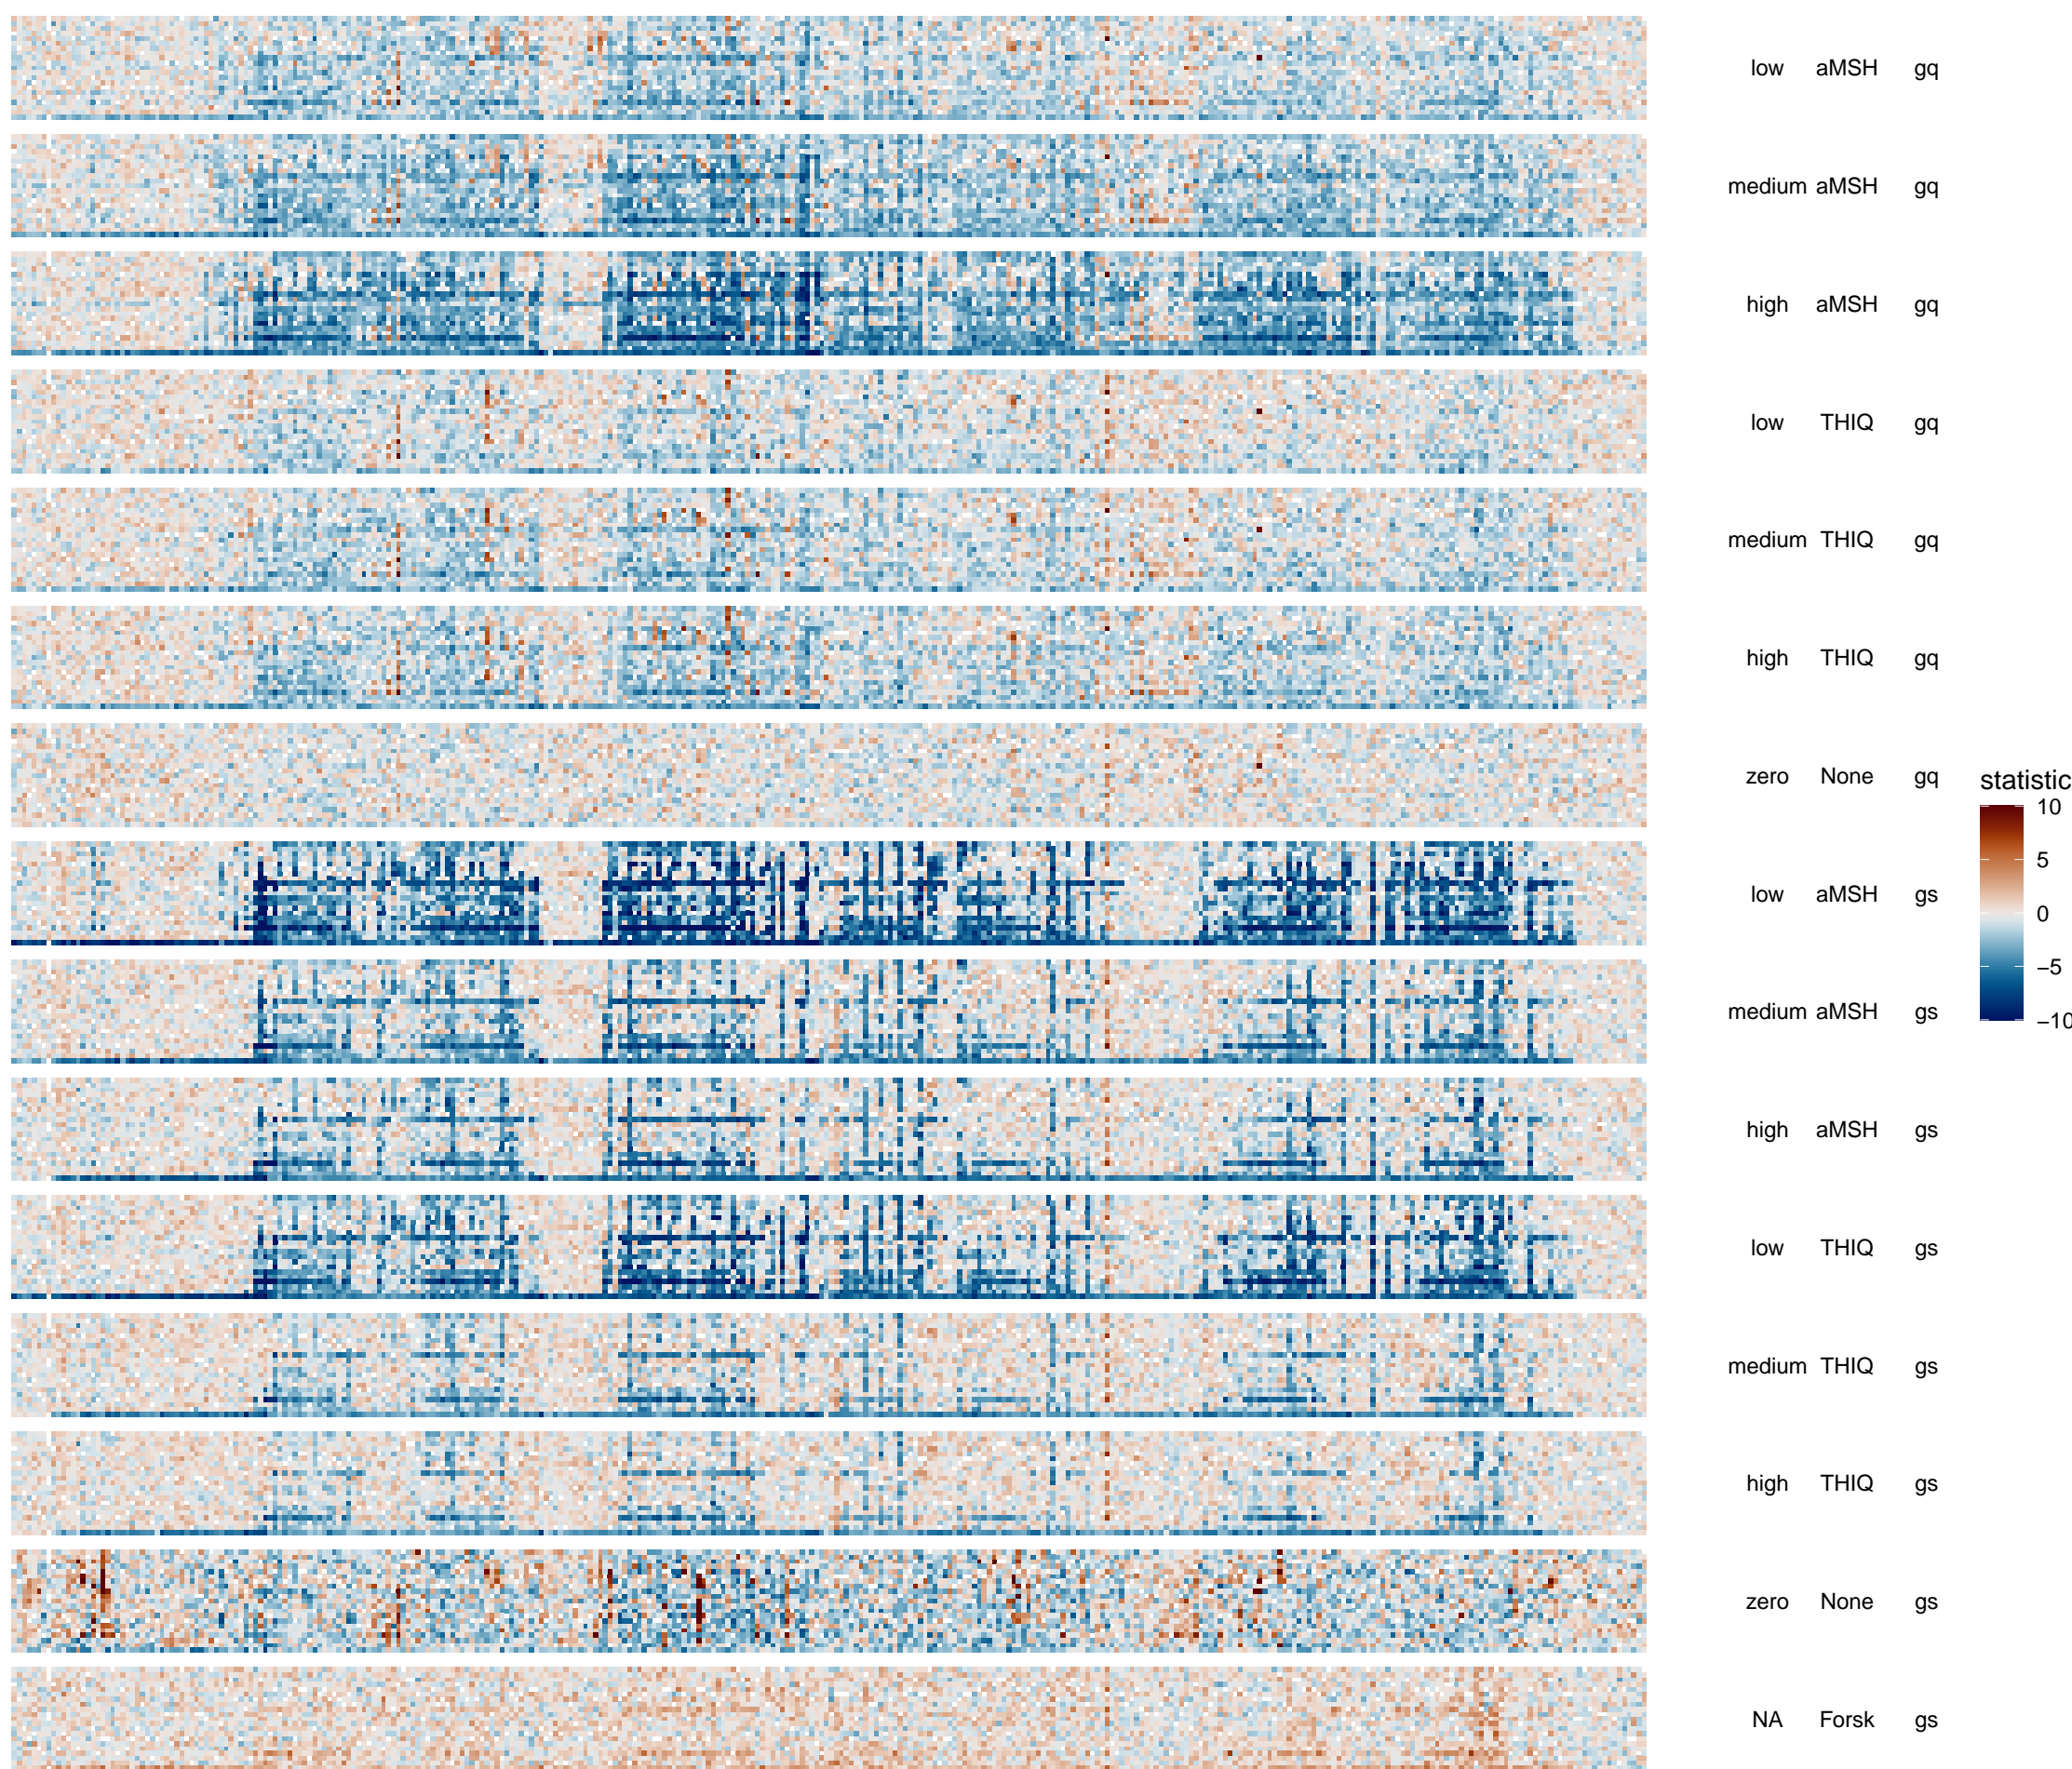 low aMSH gq
medium aMSH gq
high aMSH gq
low THIQ gq
medium THIQ gq
high THIQ gq
zero None gq
statistic
10
5
0
−5
−10
low aMSH gs
medium aMSH gs
high aMSH gs
low THIQ gs
medium THIQ gs
high THIQ gs
zero None gs
NA Forsk gs